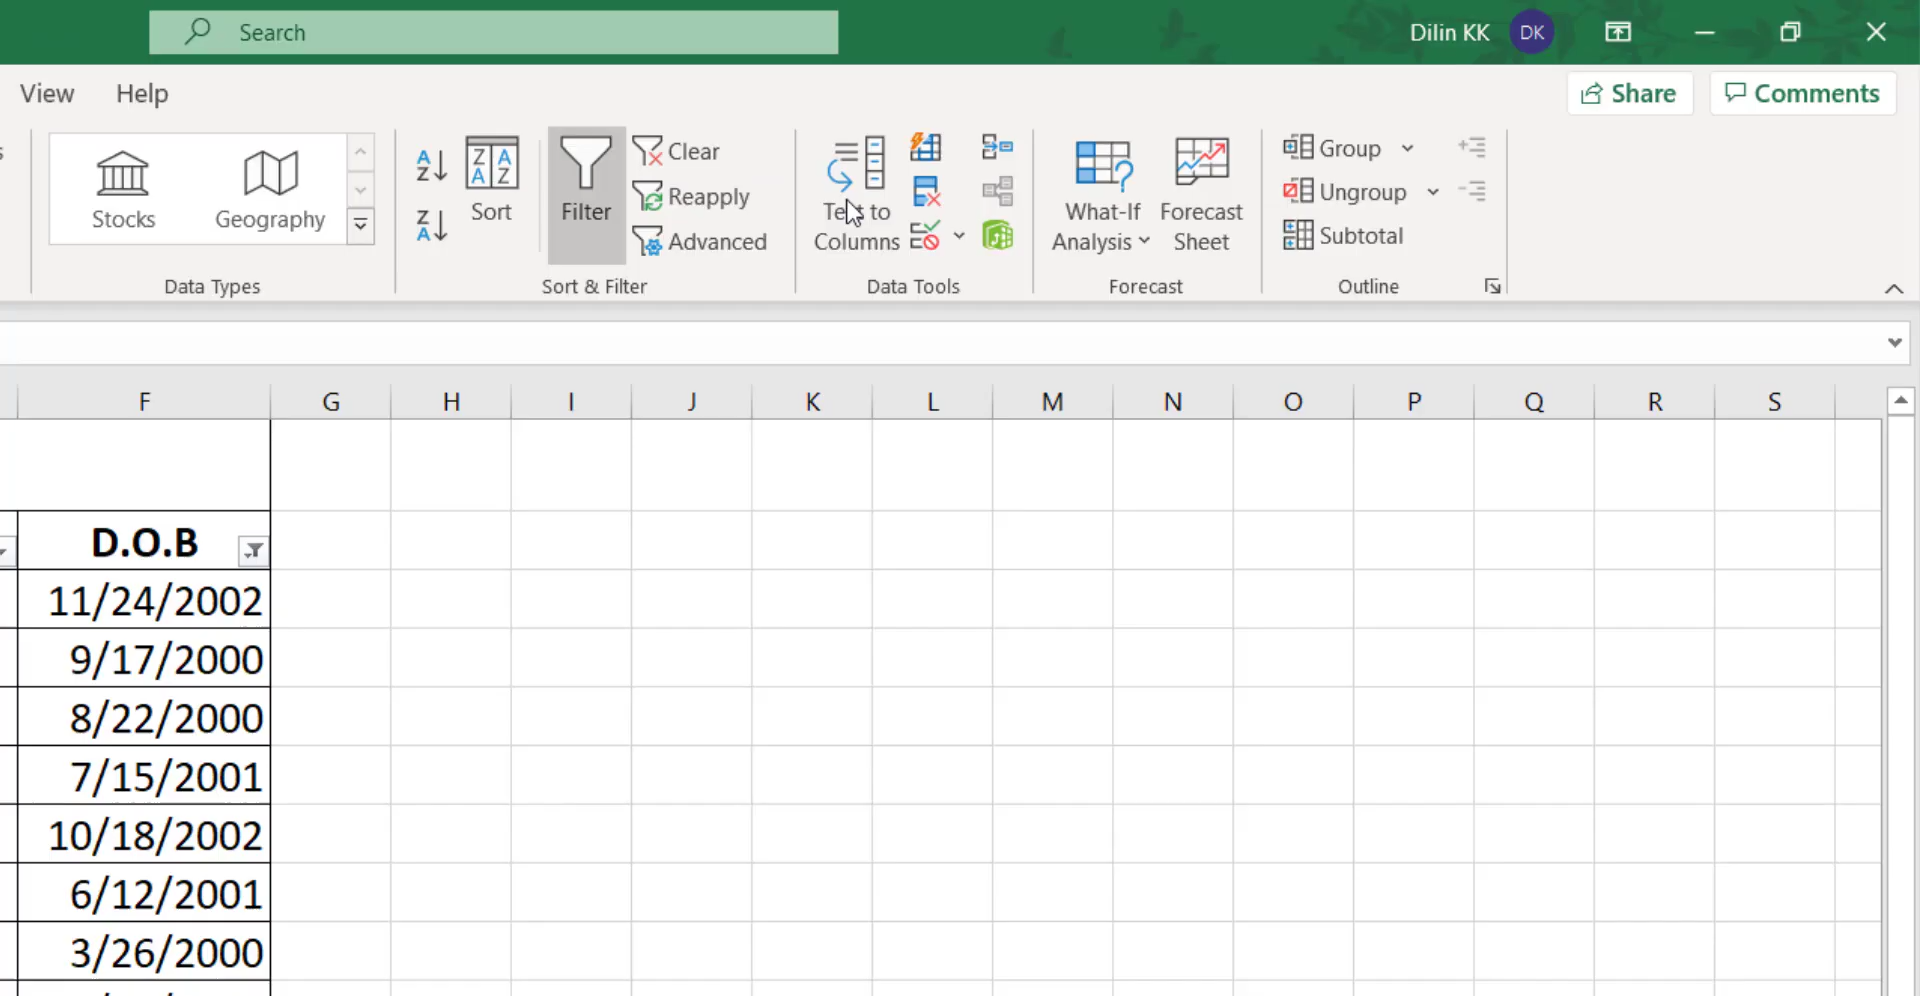 Search
Dilin KK DK
View Help
Share Comments
Stocks Geography
Sort
Filter
Clear
Reapply
Advanced
Text to
Columns
What-If
Analysis
Forecast
Sheet
Group
Ungroup
Subtotal
Data Types Sort & Filter Data Tools Forecast Outline
F G H I J K L M N O P Q R S
D.O.B
11/24/2002
9/17/2000
8/22/2000
7/15/2001
10/18/2002
6/12/2001
3/26/2000